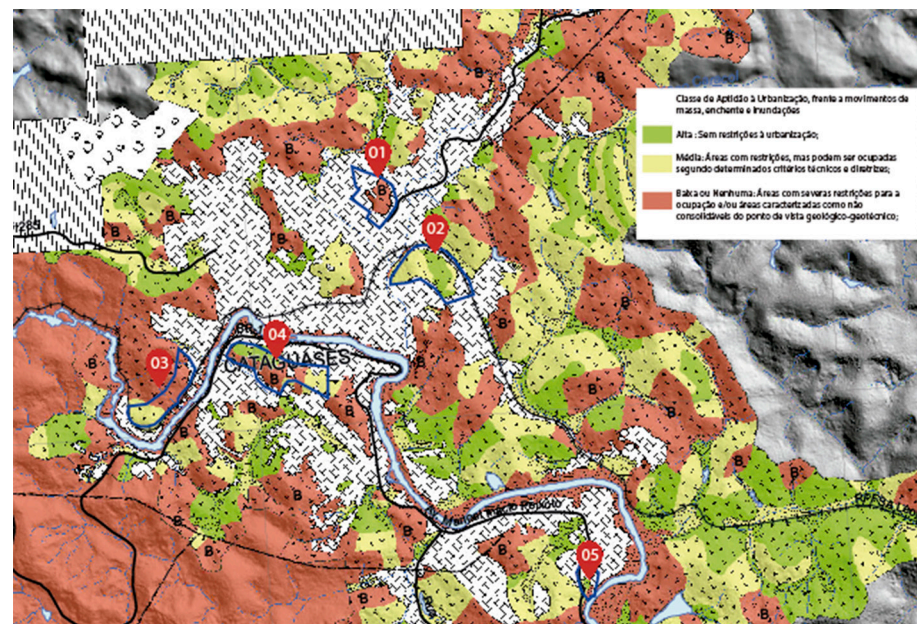 Classe de Aptidão à Urbanização, frente a movimentos de
massa, enchente e inundações
Alta : Sem restrições à urbanização;
Média: Áreas com restrições, mas podem ser ocupadas
segundo determinados critérios técnicos e diretrizes;
Baixa ou Nenhuma: Áreas com severas restrições para a
ocupação e/ou áreas caracterizadas como não
consolidáveis do ponto de vista geológico-geotécnico;
B
B
B
B
01
B
B
02
285
B
B
04
CATAGUASES
03
B
B
B
B
B
B
B
B
B
Peixoto
B
B
05
B
B
B